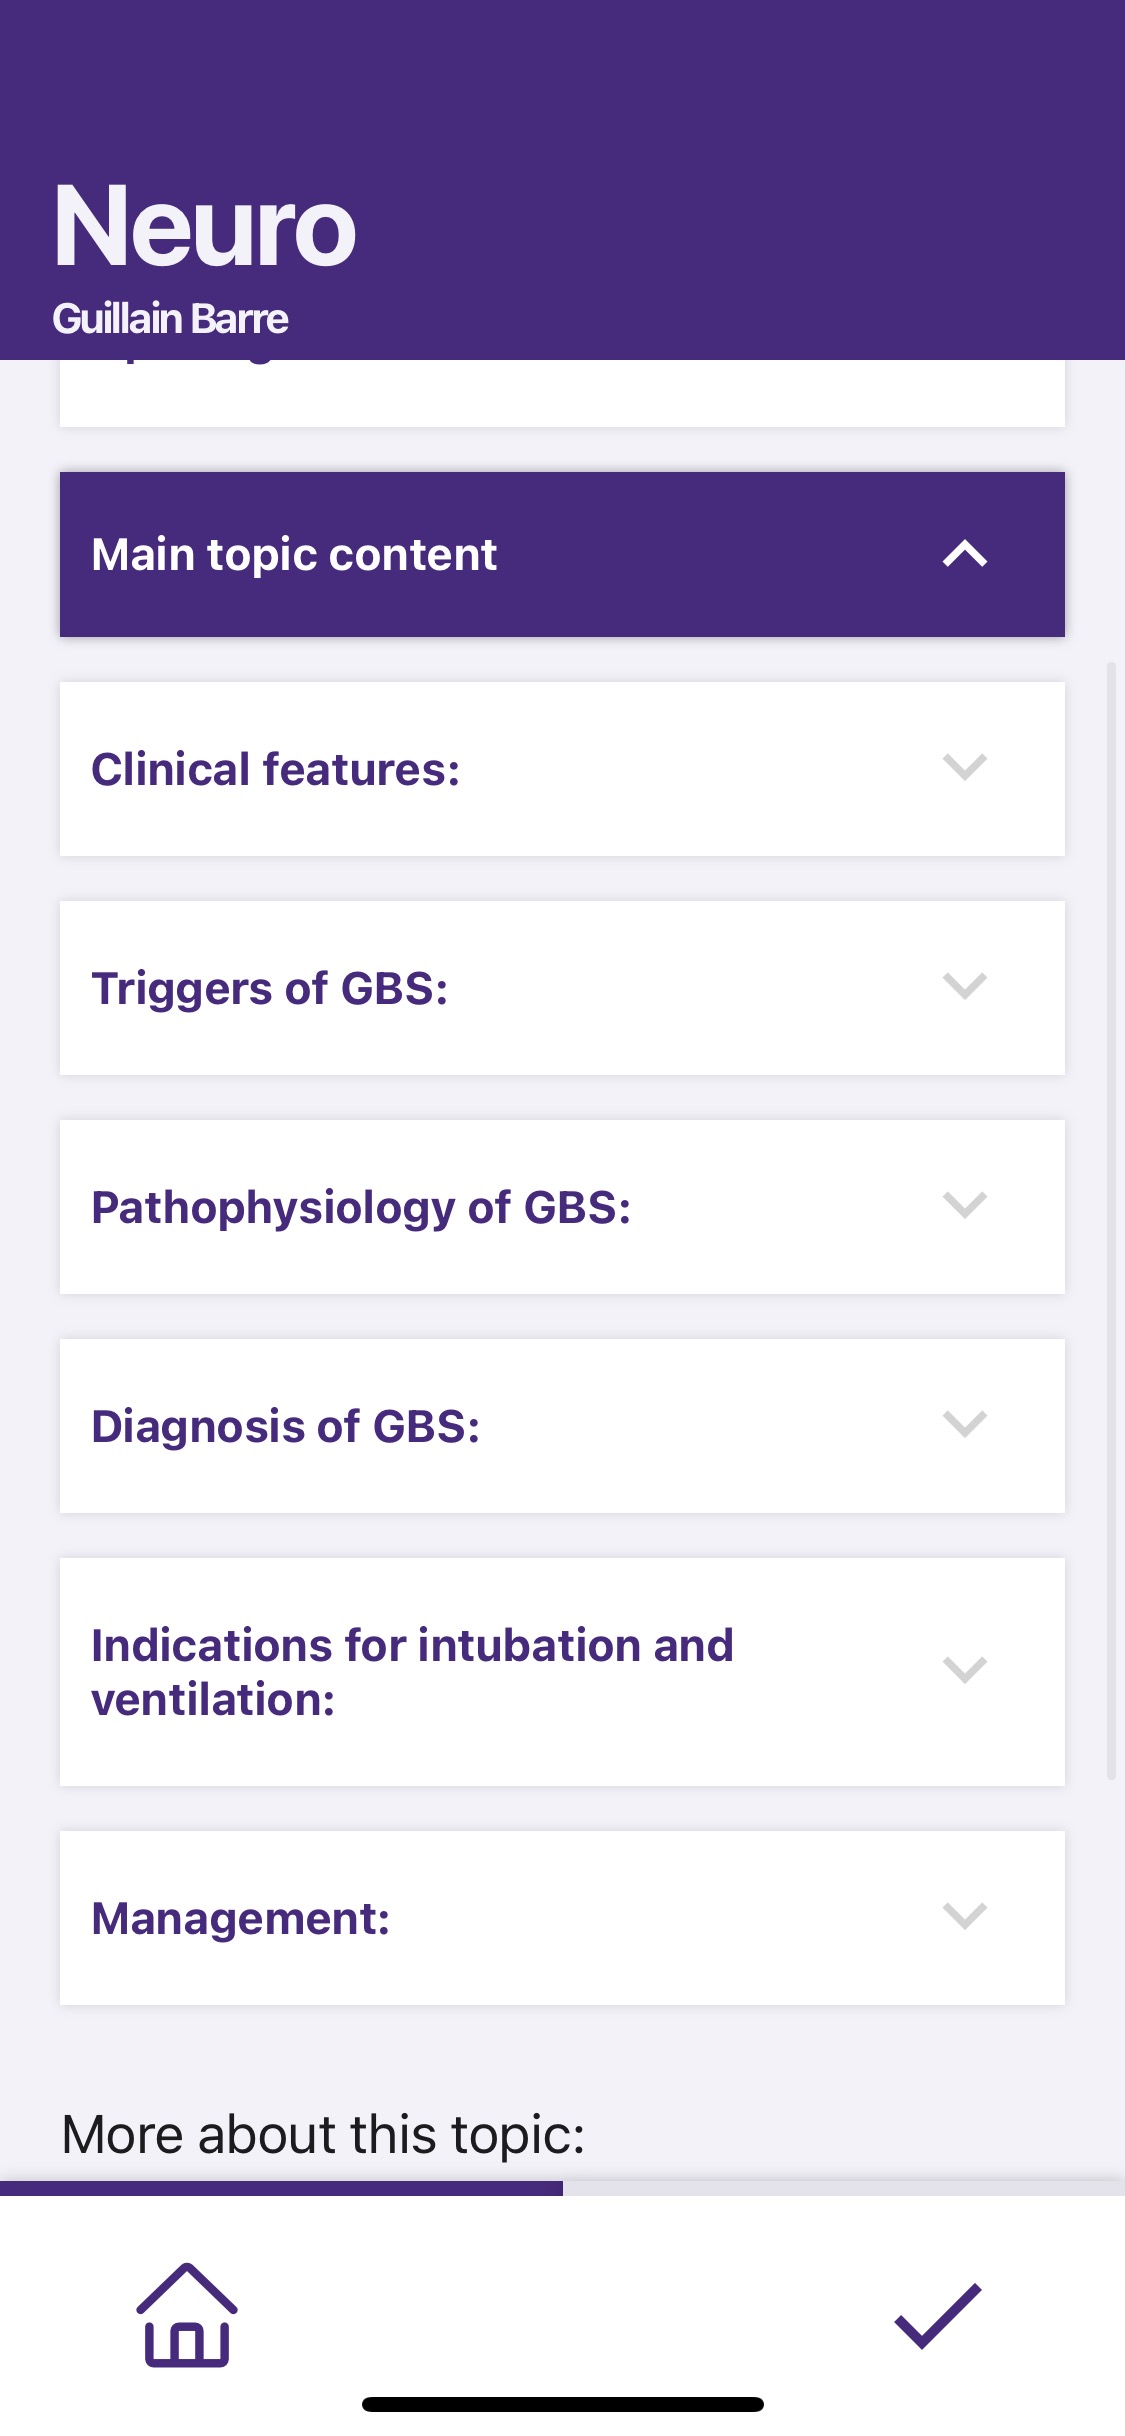 Neuro
Guillain Barre
Main topic content
Clinical features:
Triggers of GBS:
Pathophysiology of GBS:
Diagnosis of GBS:
Indications for intubation and
ventilation:
Management:
More about this topic: